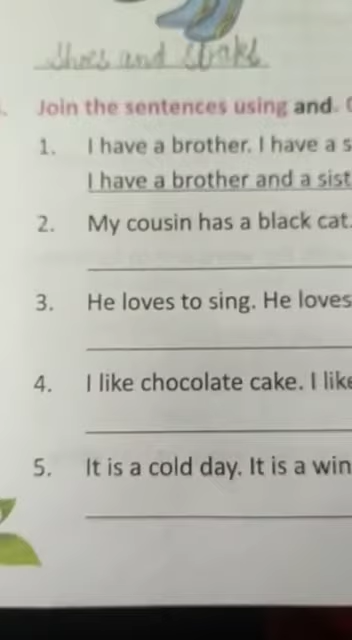 Shoes and
Join the sentences using and.
1. I have a brother. I have a s
I have a brother and a sist
2. My cousin has a black cat.
3. He loves to sing. He loves
4. I like chocolate cake. I like
5. It is a cold day. It is a win